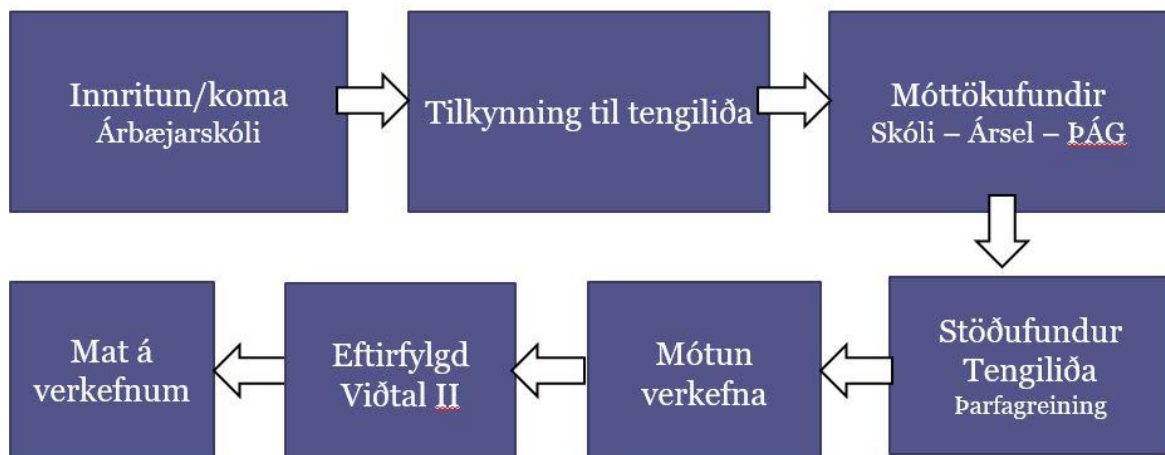 Innritun/koma
Árbæjarskóli
Tilkynning til tengiliða
Móttökufundir
Skóli – Ársel – ÞÁG
Stöðufundur
Tengiliða
Þarfagreining
Mótun
verkefna
Eftirfylgd
Viðtal II
Mat á
verkefnum